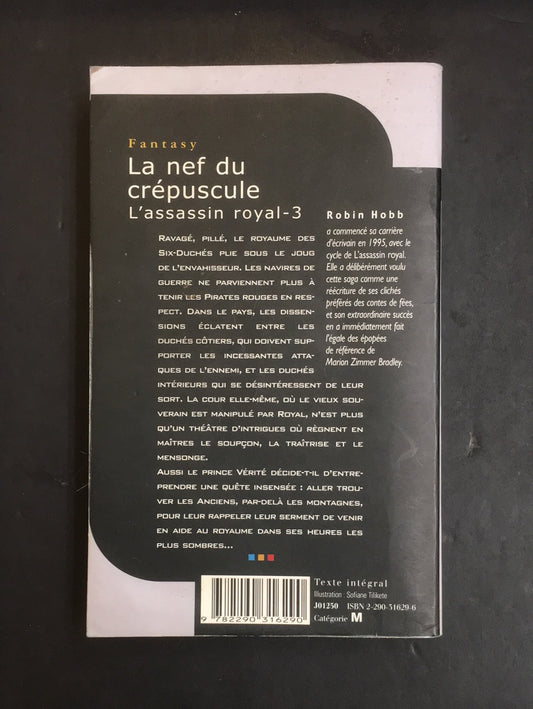 Fantasy
La nef du
crépuscule
L'assassin royal-3
RAVAGÉ, PILLÉ, LE ROYAUME DES
SIX-DUCHÉS PLIE SOUS LE JOUG
DE L'ENVAHISSEUR. LES NAVIRES DE
GUERRE NE PARVIENNENT PLUS À
TENIR LES PIRATES ROUGES EN RES-
PECT. DANS LE PAYS, LES DISSEN-
SIONS ÉCLATENT ENTRE LES
DUCHÉS CÔTIERS, QUI DOIVENT SUP-
PORTER LES INCESSANTES ATTA-
QUES DE L'ENNEMI, ET LES DUCHÉS
INTÉRIEURS QUI SE DÉSINTÉRESSENT DE LEUR
SORT. LA COUR ELLE-MÊME, OÙ LE VIEUX SOU-
VERAIN EST MANIPULÉ PAR ROYAL, N'EST PLUS
QU'UN THÉÂTRE D'INTRIGUES OÙ RÈGNENT EN
MAÎTRES LE SOUPÇON, LA TRAÎTRISE ET LE
MENSONGE.
AUSSI LE PRINCE VÉRITÉ DÉCIDE-T-IL D'ENTRE-
PRENDRE UNE QUÊTE INSENSÉE : ALLER TROU-
VER LES ANCIENS, PAR-DELÀ LES MONTAGNES,
POUR LEUR RAPPELER LEUR SERMENT DE VENIR
EN AIDE AU ROYAUME DANS SES HEURES LES
PLUS SOMBRES...
Robin Hobb
a commencé sa carrière
d'écrivain en 1995, avec le
cycle de L'assassin royal.
Elle a délibérément voulu
cette saga comme une
réécriture de ses clichés
préférés des contes de fées,
et son extraordinaire succès
en a immédiatement fait
l'égale des épopées
de référence de
Marion Zimmer Bradley.
Texte intégral
Illustration : Sofiane Tilikete
J01250 ISBN 2-290-31629-6
Catégorie M
9 782290 316290